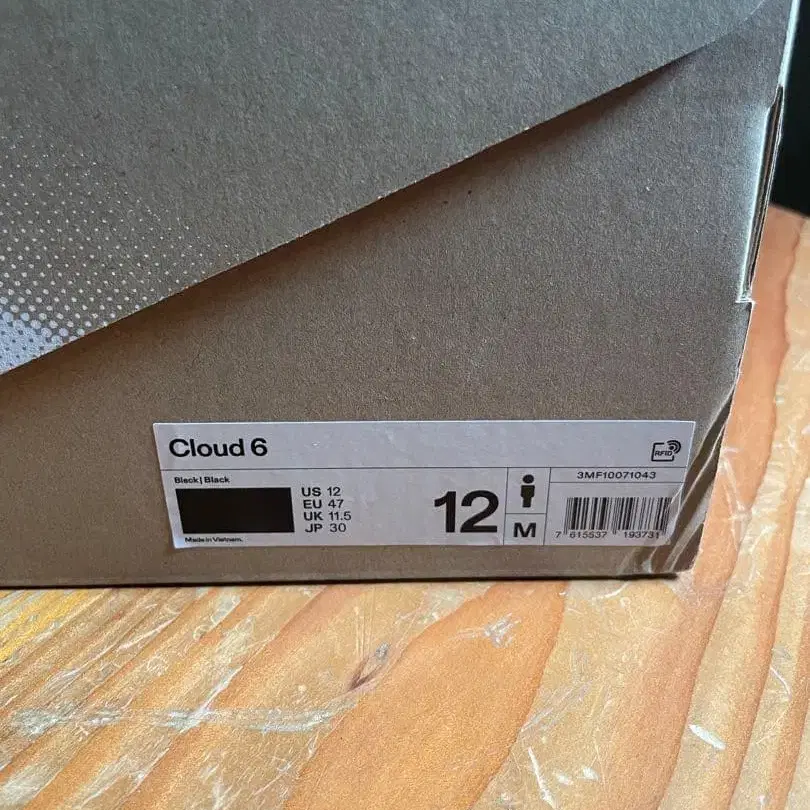 Cloud 6
RFID
Black | Black
US 12
EU 47
UK 11.5
JP 30
Made in Vietnam.
12
M
3MF10071043
7 615537 193731